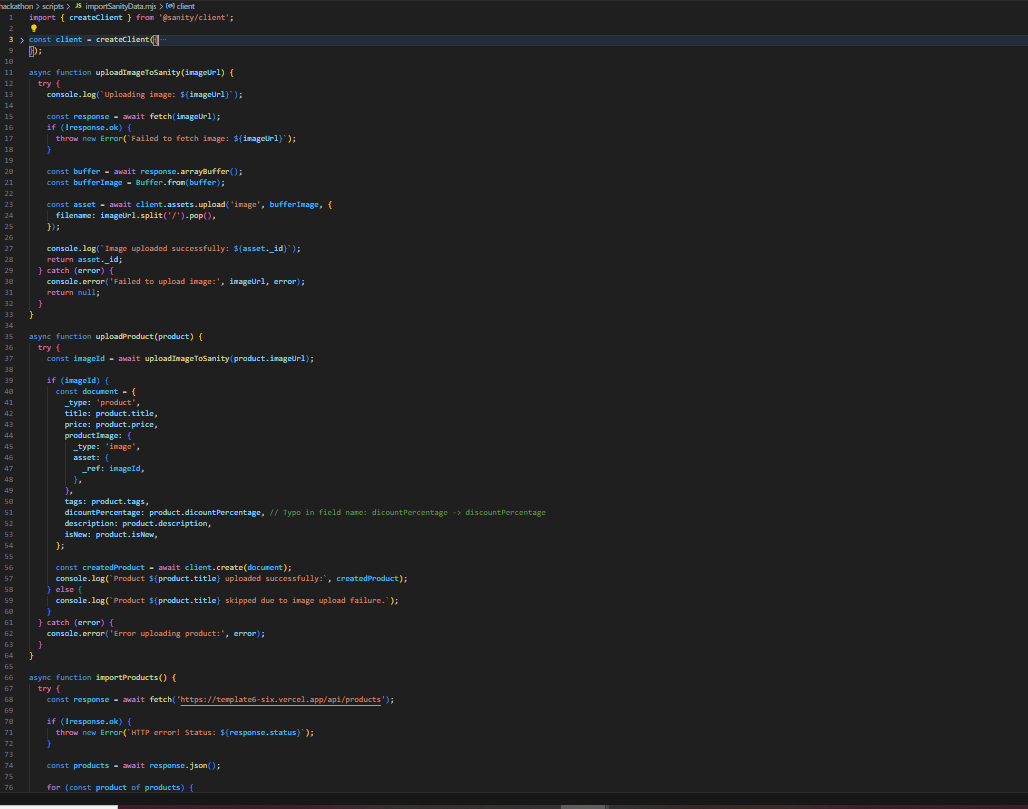 hackathon > scripts > JS importSanityData.mjs > client
1 import { createClient } from '@sanity/client';
2
3 const client = createClient({ ···
9 });
10
11 async function uploadImageToSanity(imageUrl) {
12 try {
13 console.log(`Uploading image: ${imageUrl}`);
14
15 const response = await fetch(imageUrl);
16 if (!response.ok) {
17 throw new Error(`Failed to fetch image: ${imageUrl}`);
18 }
19
20 const buffer = await response.arrayBuffer();
21 const bufferImage = Buffer.from(buffer);
22
23 const asset = await client.assets.upload('image', bufferImage, {
24 filename: imageUrl.split('/').pop(),
25 });
26
27 console.log(`Image uploaded successfully: ${asset._id}`);
28 return asset._id;
29 } catch (error) {
30 console.error('Failed to upload image:', imageUrl, error);
31 return null;
32 }
33 }
34
35 async function uploadProduct(product) {
36 try {
37 const imageId = await uploadImageToSanity(product.imageUrl);
38
39 if (imageId) {
40 const document = {
41 _type: 'product',
42 title: product.title,
43 price: product.price,
44 productImage: {
45 _type: 'image',
46 asset: {
47 _ref: imageId,
48 },
49 },
50 tags: product.tags,
51 dicountPercentage: product.dicountPercentage, // Typo in field name: dicountPercentage -> discountPercentage
52 description: product.description,
53 isNew: product.isNew,
54 };
55
56 const createdProduct = await client.create(document);
57 console.log(`Product ${product.title} uploaded successfully:`, createdProduct);
58 } else {
59 console.log(`Product ${product.title} skipped due to image upload failure.`);
60 }
61 } catch (error) {
62 console.error('Error uploading product:', error);
63 }
64 }
65
66 async function importProducts() {
67 try {
68 const response = await fetch('https://template6-six.vercel.app/api/products');
69
70 if (!response.ok) {
71 throw new Error(`HTTP error! Status: ${response.status}`);
72 }
73
74 const products = await response.json();
75
76 for (const product of products) {